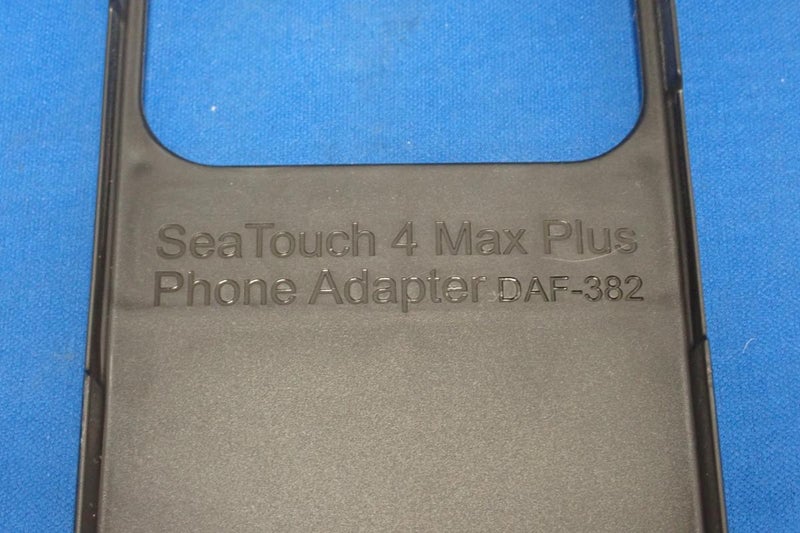 SeaTouch 4 Max Plus
Phone Adapter DAF-382